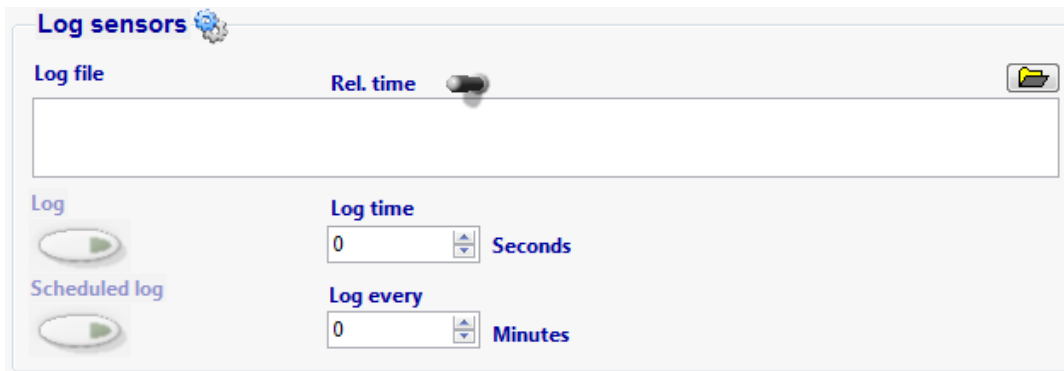 Log sensors
Log file
Rel. time
Log
Log time
0 Seconds
Scheduled log
Log every
0 Minutes